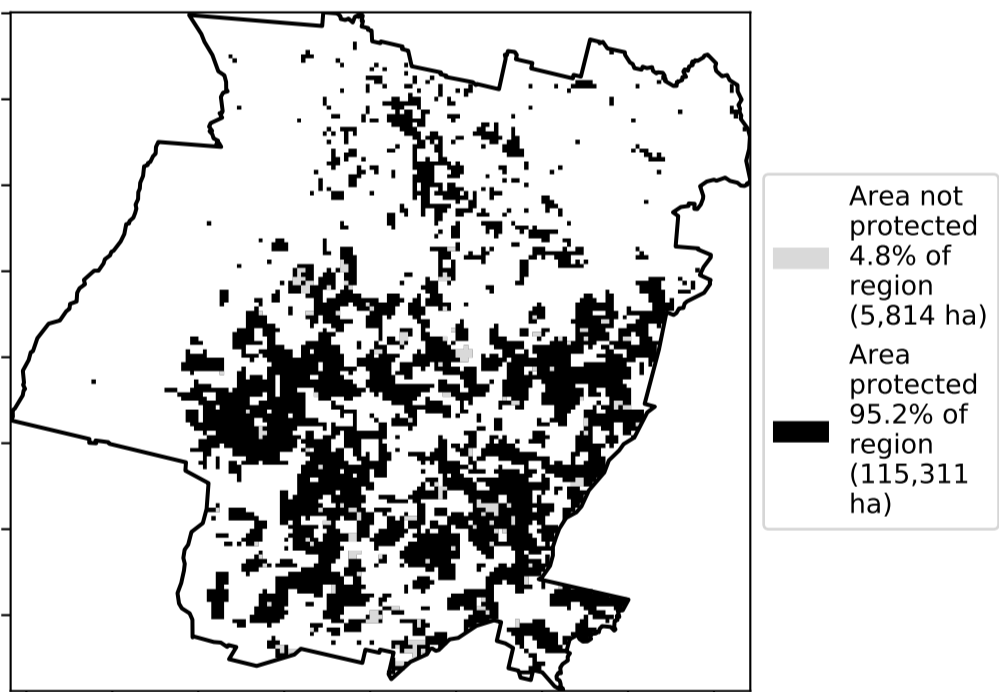 Area not
protected
4.8% of
region
(5,814 ha)
Area
protected
95.2% of
region
(115,311
ha)